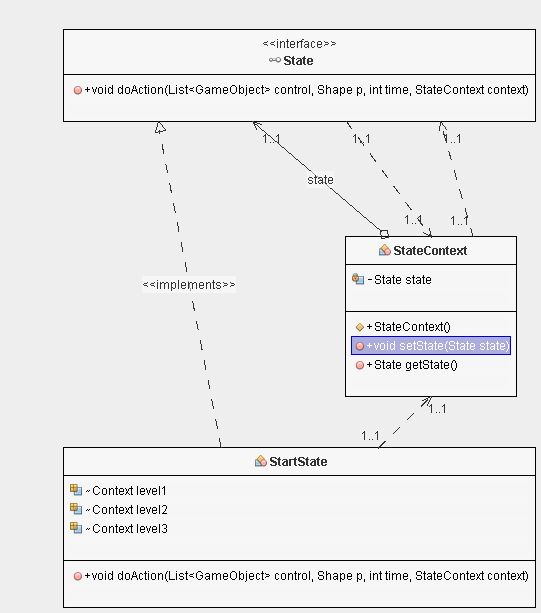 <<interface>>
State
+void doAction(List<GameObject> control, Shape p, int time, StateContext context)
1..1
1..1
1..1
state
1..1
1..1
StateContext
-State state
<<implements>>
+StateContext()
+void setState(State state)
+State getState()
1..1
1..1
StartState
~Context level1
~Context level2
~Context level3
+void doAction(List<GameObject> control, Shape p, int time, StateContext context)